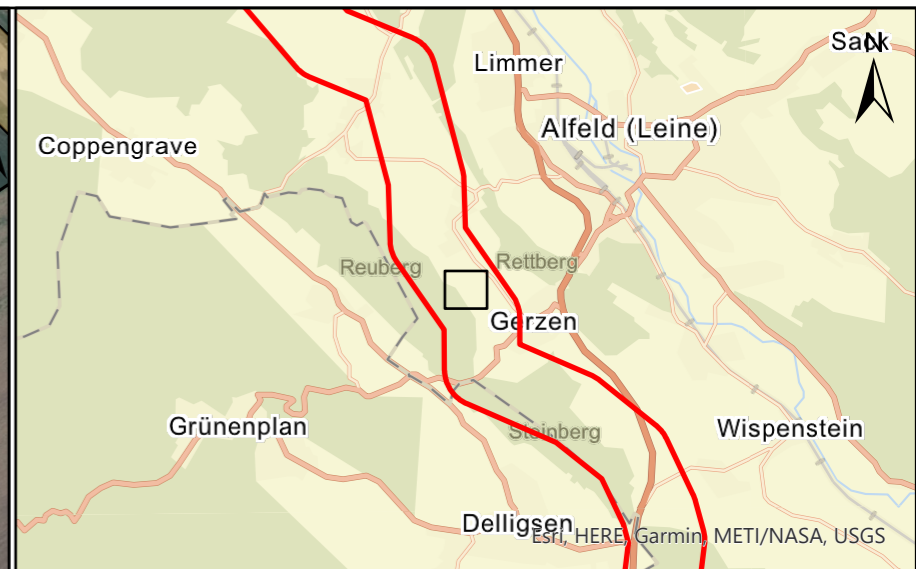 Sack
N
Limmer
Alfeld (Leine)
Coppengrave
Rettberg
Reuberg
Gerzen
Grünenplan
Steinberg
Wispenstein
Delligsen
Esri, HERE, Garmin, METI/NASA, USGS